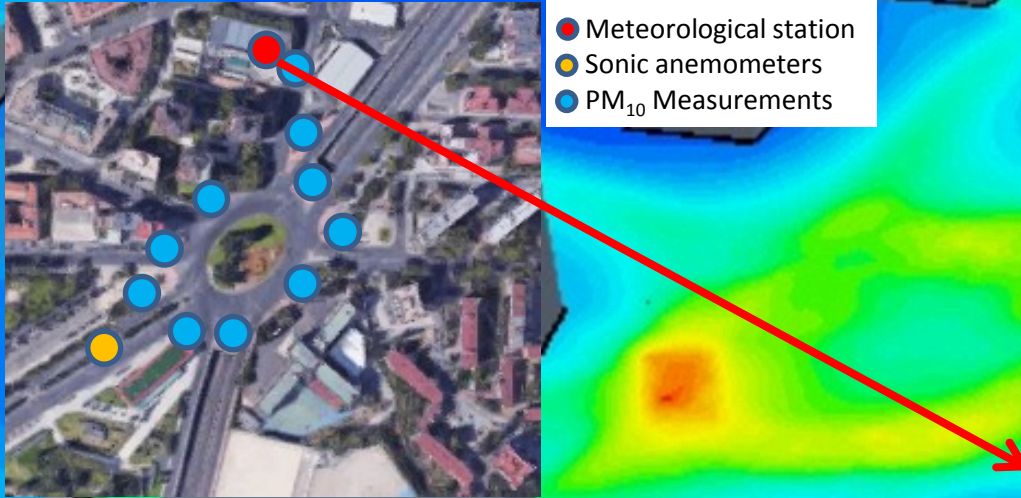 Meteorological station
Sonic anemometers
PM₁₀ Measurements